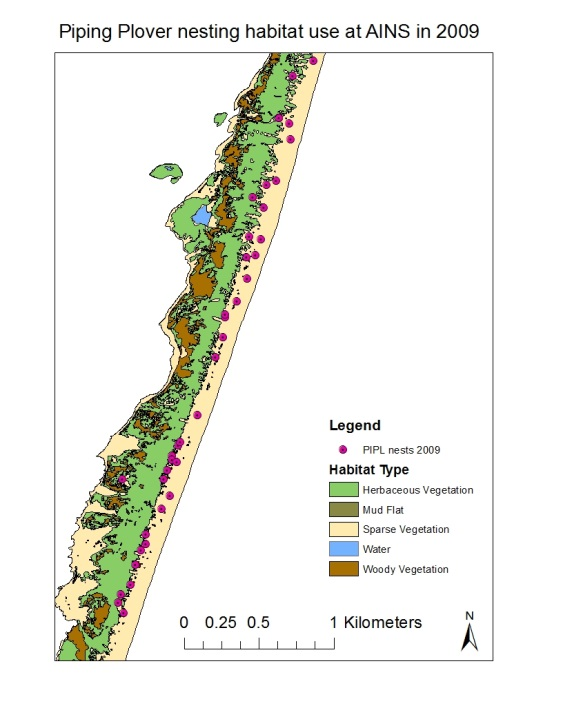 Piping Plover nesting habitat use at AINS in 2009
Legend
PIPL nests 2009
Habitat Type
Herbaceous Vegetation
Mud Flat
Sparse Vegetation
Water
Woody Vegetation
0 0.25 0.5 1 Kilometers
N